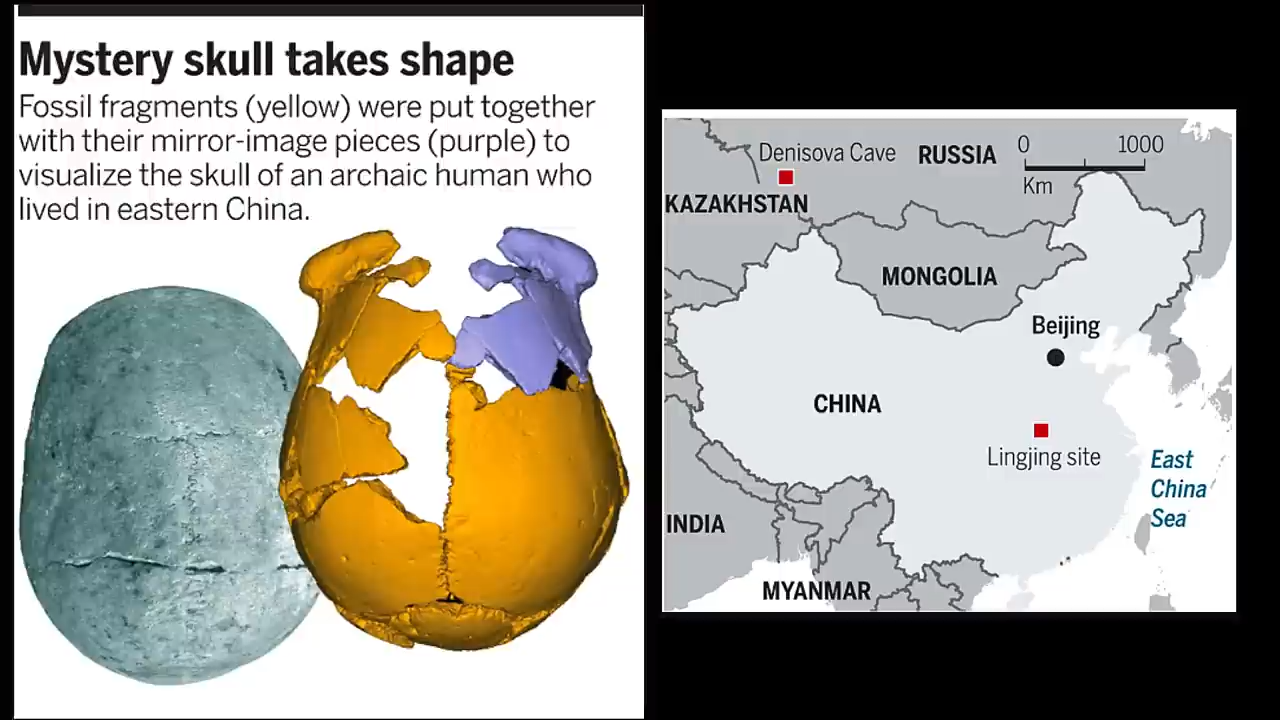 Mystery skull takes shape
Fossil fragments (yellow) were put together
with their mirror-image pieces (purple) to
visualize the skull of an archaic human who
lived in eastern China.
Denisova Cave
RUSSIA
0
1000
Km
KAZAKHSTAN
MONGOLIA
Beijing
CHINA
Lingjing site
East
China
Sea
INDIA
MYANMAR